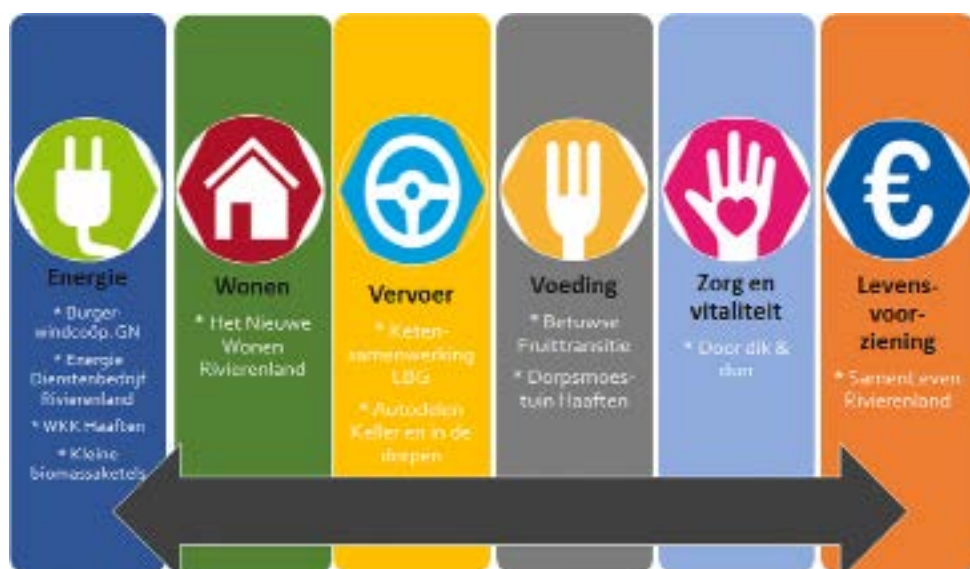 Energie
* Burger
windcoöp. GN
* Energie
Dienstenbedrijf
Rivierenland
* WKK Haaften
* Kleine
biomassaketels
Wonen
* Het Nieuwe
Wonen
Rivierenland
Vervoer
* Keten-
samenwerking
LBG
* Autodelen
Keller en in de
dorpen
Voeding
* Betuwse
Fruittransitie
* Dorpsmoes-
tuin Haaften
Zorg en
vitaliteit
* Door dik &
dun
Levens-
voor-
ziening
* SamenLeven
Rivierenland